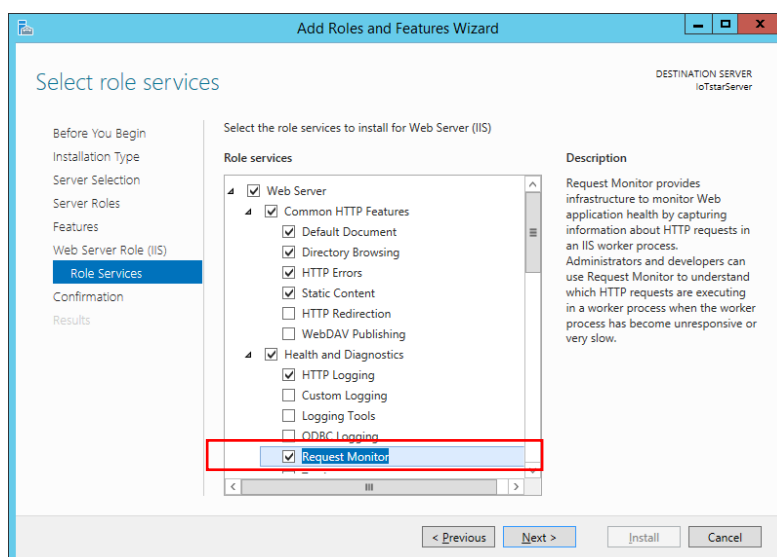 Add Roles and Features Wizard
Select role services
DESTINATION SERVER
IoTstarServer
Before You Begin
Installation Type
Server Selection
Server Roles
Features
Web Server Role (IIS)
Role Services
Confirmation
Results
Select the role services to install for Web Server (IIS)
Role services
Web Server
Common HTTP Features
Default Document
Directory Browsing
HTTP Errors
Static Content
HTTP Redirection
WebDAV Publishing
Health and Diagnostics
HTTP Logging
Custom Logging
Logging Tools
ODBC Logging
Request Monitor
Description
Request Monitor provides
infrastructure to monitor Web
application health by capturing
information about HTTP requests in
an IIS worker process.
Administrators and developers can
use Request Monitor to understand
which HTTP requests are executing
in a worker process when the worker
process has become unresponsive or
very slow.
< Previous
Next >
Install
Cancel